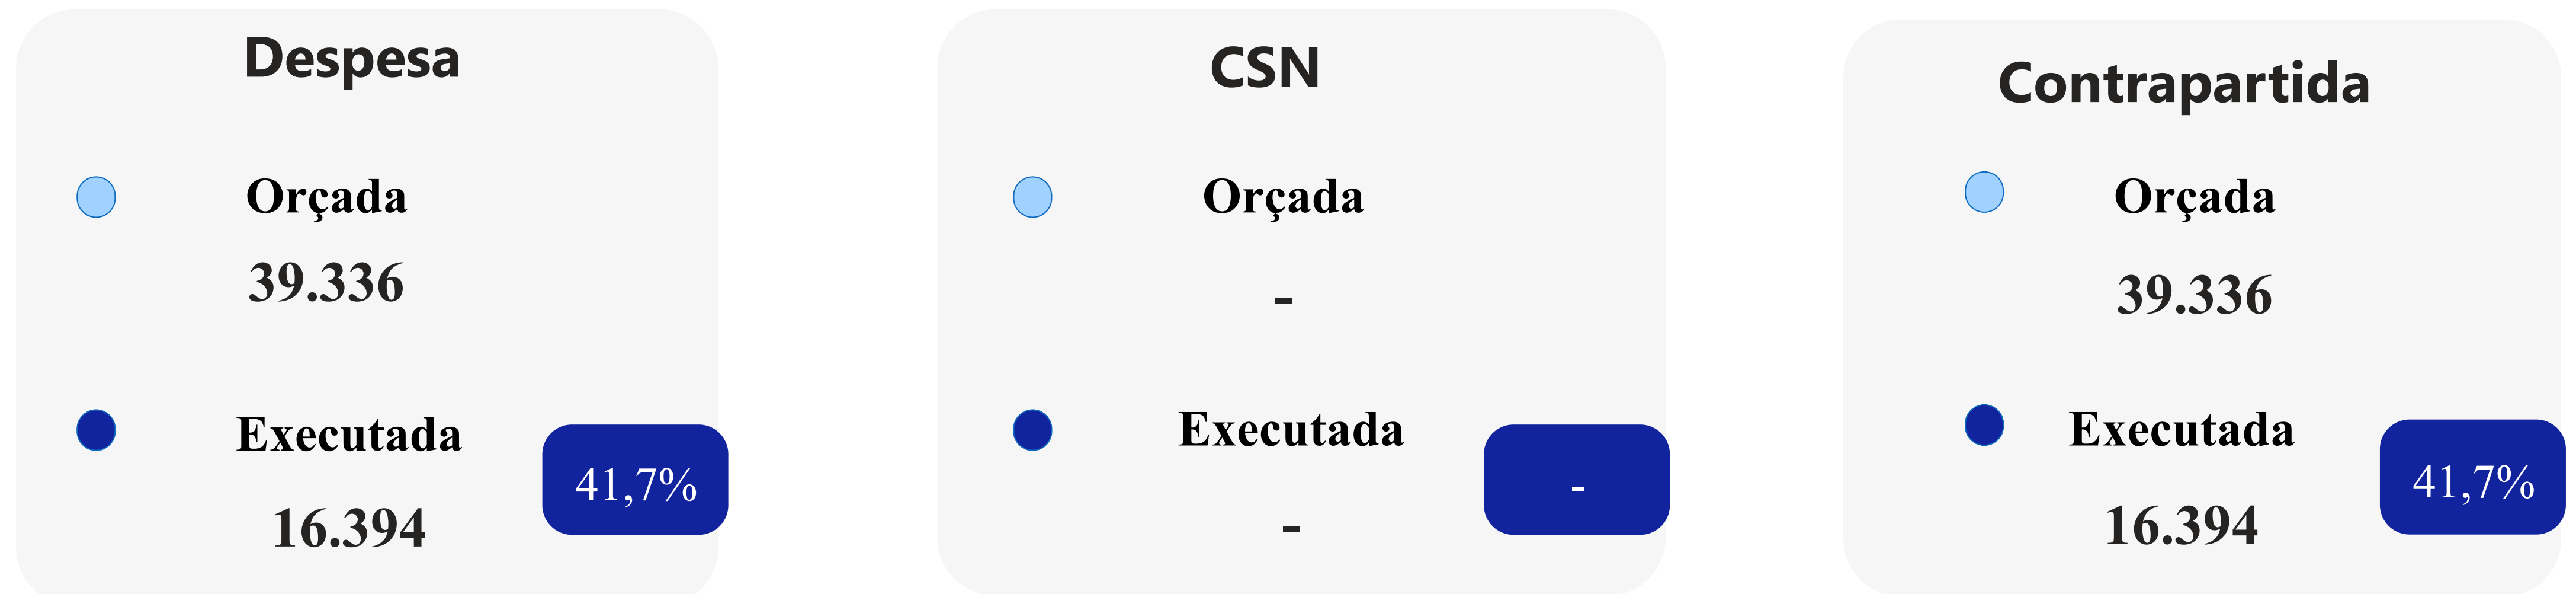 Despesa
Orçada
39.336
Executada
41,7%
16.394
CSN
Orçada
-
Executada
-
-
Contrapartida
Orçada
39.336
Executada
41,7%
16.394